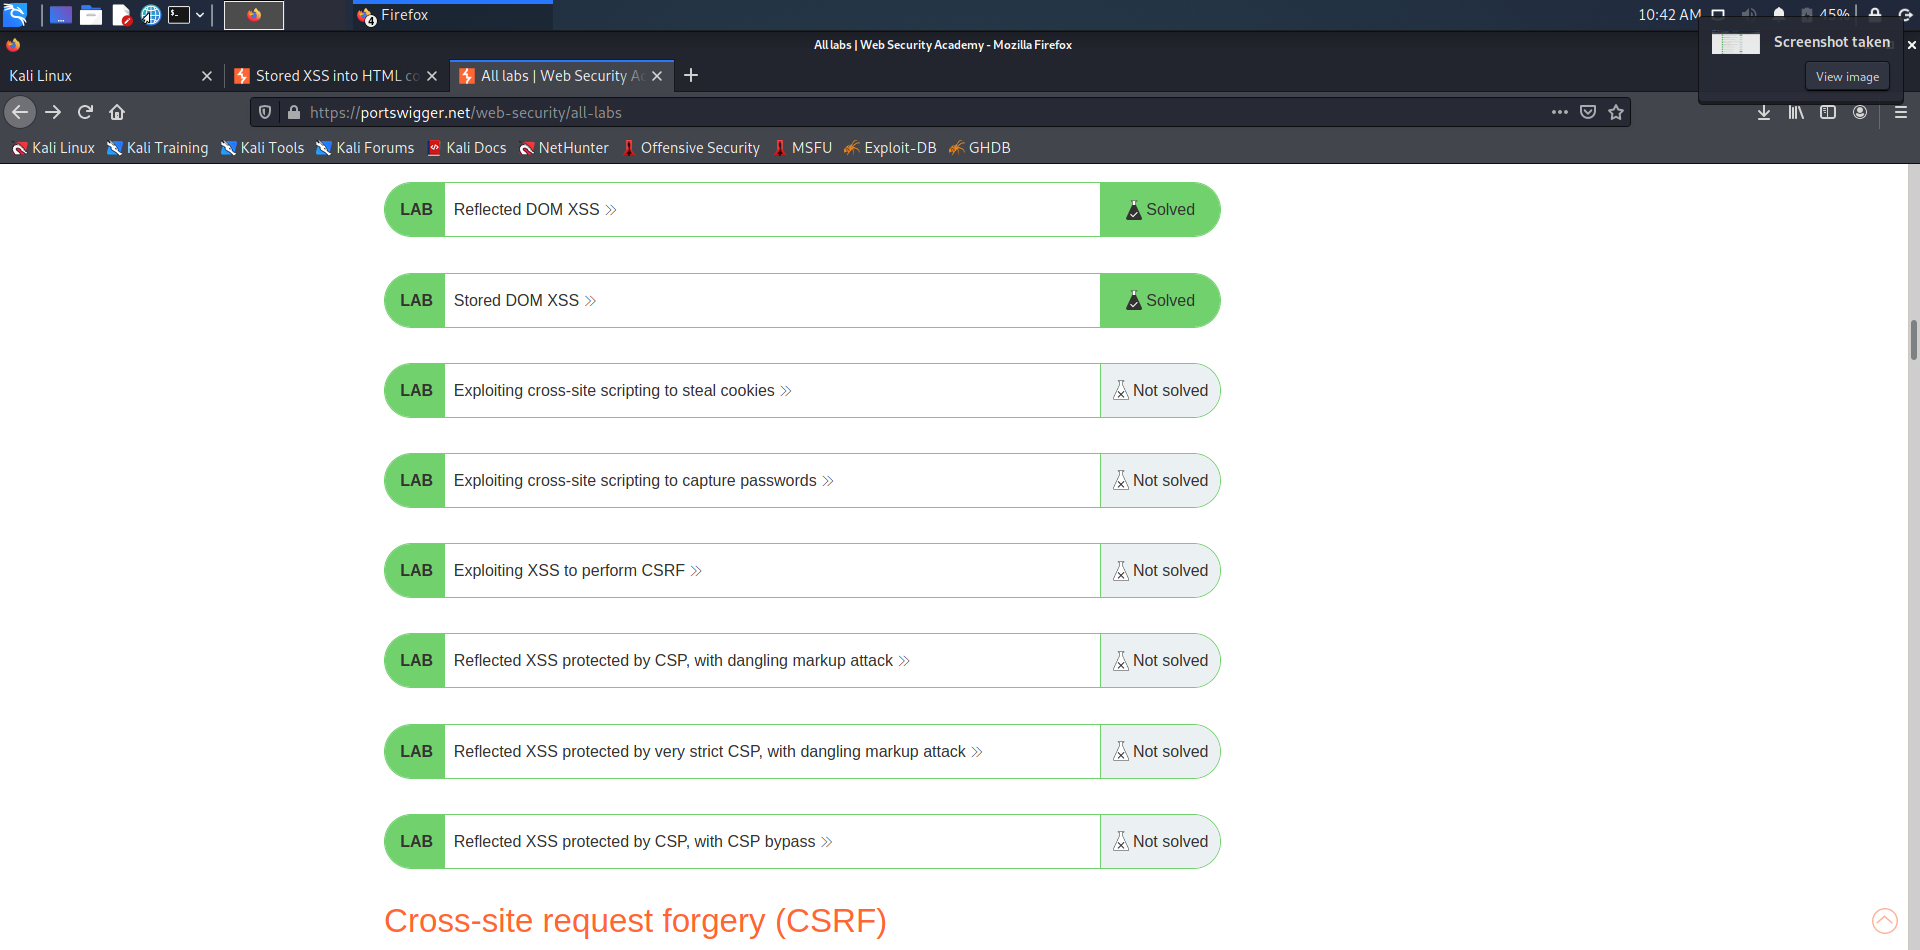 Firefox
4
10:42 AM
45%
All labs | Web Security Academy - Mozilla Firefox
Screenshot taken
View image
Kali Linux
Stored XSS into HTML co
All labs | Web Security A
https://portswigger.net/web-security/all-labs
Kali Linux
Kali Training
Kali Tools
Kali Forums
Kali Docs
NetHunter
Offensive Security
MSFU
Exploit-DB
GHDB
LAB Reflected DOM XSS Solved
LAB Stored DOM XSS Solved
LAB Exploiting cross-site scripting to steal cookies Not solved
LAB Exploiting cross-site scripting to capture passwords Not solved
LAB Exploiting XSS to perform CSRF Not solved
LAB Reflected XSS protected by CSP, with dangling markup attack Not solved
LAB Reflected XSS protected by very strict CSP, with dangling markup attack Not solved
LAB Reflected XSS protected by CSP, with CSP bypass Not solved
Cross-site request forgery (CSRF)